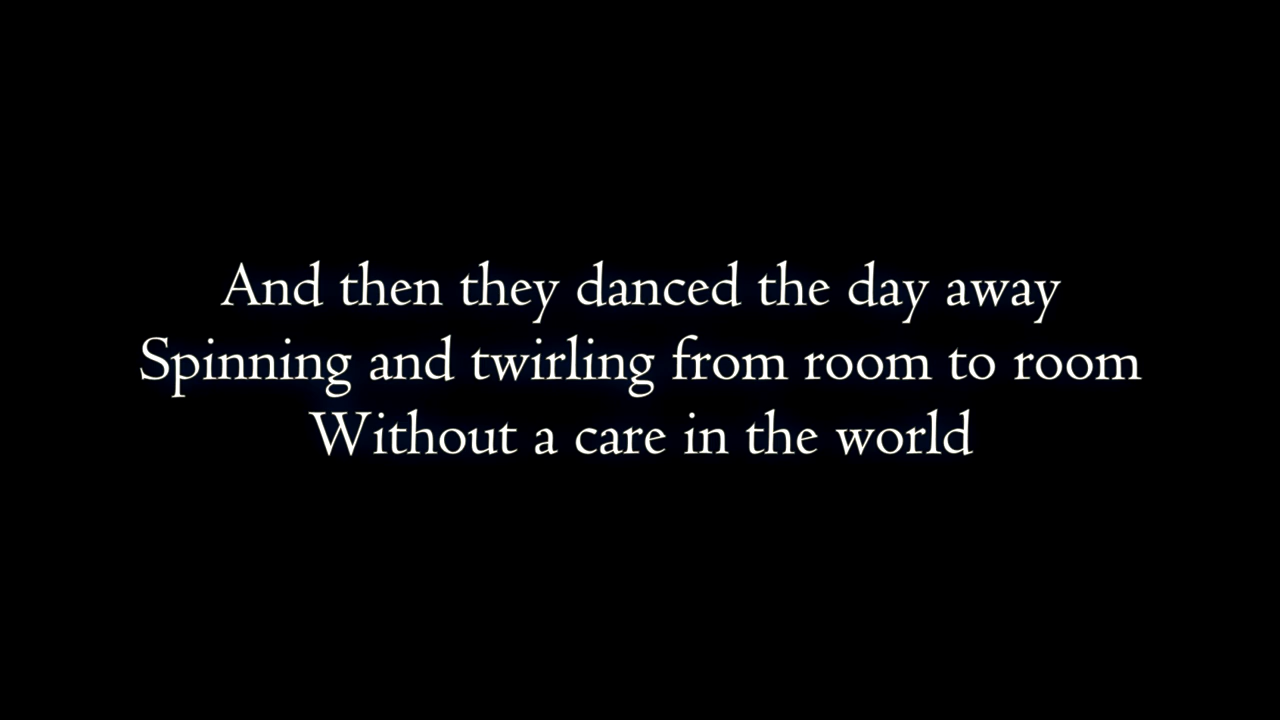 And then they danced the day away
Spinning and twirling from room to room
Without a care in the world